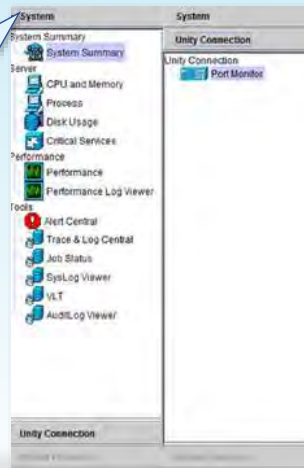 System
System Summary
System Summary
Server
CPU and Memory
Process
Disk Usage
Critical Services
Performance
Performance
Performance Log Viewer
Tools
Alert Central
Trace & Log Central
Job Status
SysLog Viewer
VLT
AuditLog Viewer
Unity Connection
System
Unity Connection
Unity Connection
Port Monitor